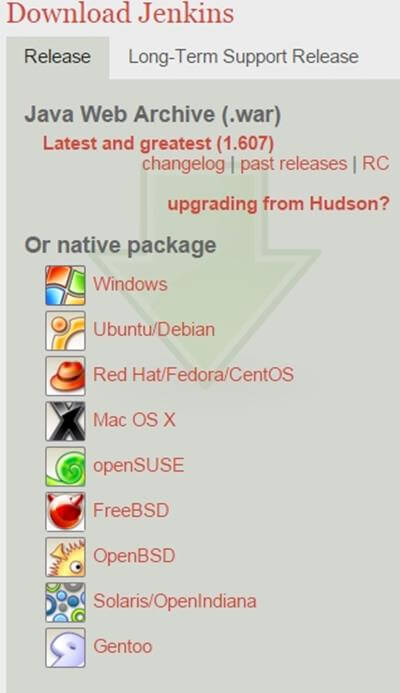 Download Jenkins
Release
Long-Term Support Release
Java Web Archive (.war)
Latest and greatest (1.607)
changelog | past releases | RC
upgrading from Hudson?
Or native package
Windows
Ubuntu/Debian
Red Hat/Fedora/CentOS
Mac OS X
openSUSE
FreeBSD
OpenBSD
Solaris/OpenIndiana
Gentoo